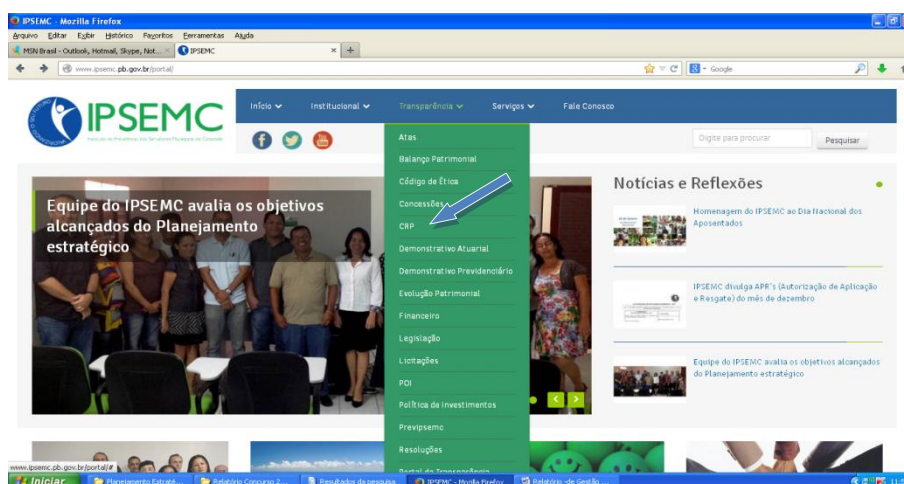 IPSEMC - Mozilla Firefox
Arquivo Editar Exibir Histórico Favoritos Ferramentas Ajuda
MSN Brasil - Outlook, Hotmail, Skype, Not... IPSEMC
www.ipsemc.pb.gov.br/portal/ Google
Início Institucional Transparência Serviços Fale Conosco
IPSEMC
Digite para procurar Pesquisar
Atas
Balanço Patrimonial
Código de Ética
Concessões
CRP
Demonstrativo Atuarial
Demonstrativo Previdenciário
Evolução Patrimonial
Financeiro
Legislação
Licitações
POI
Política de Investimentos
Previpsemc
Resoluções
Portal da Transparência
Equipe do IPSEMC avalia os objetivos
alcançados do Planejamento
estratégico
Notícias e Reflexões
Homenagem do IPSEMC ao Dia Nacional dos
Aposentados
IPSEMC divulga APR's (Autorização de Aplicação
e Resgate) do mês de dezembro
Equipe do IPSEMC avalia os objetivos alcançados
do Planejamento estratégico
www.ipsemc.pb.gov.br/portal/#
Iniciar Planejamento Estraté... Relatório Concurso 2... Resultados da pesquisa IPSEMC - Mozilla Firefox Relatório -de Gestão ...